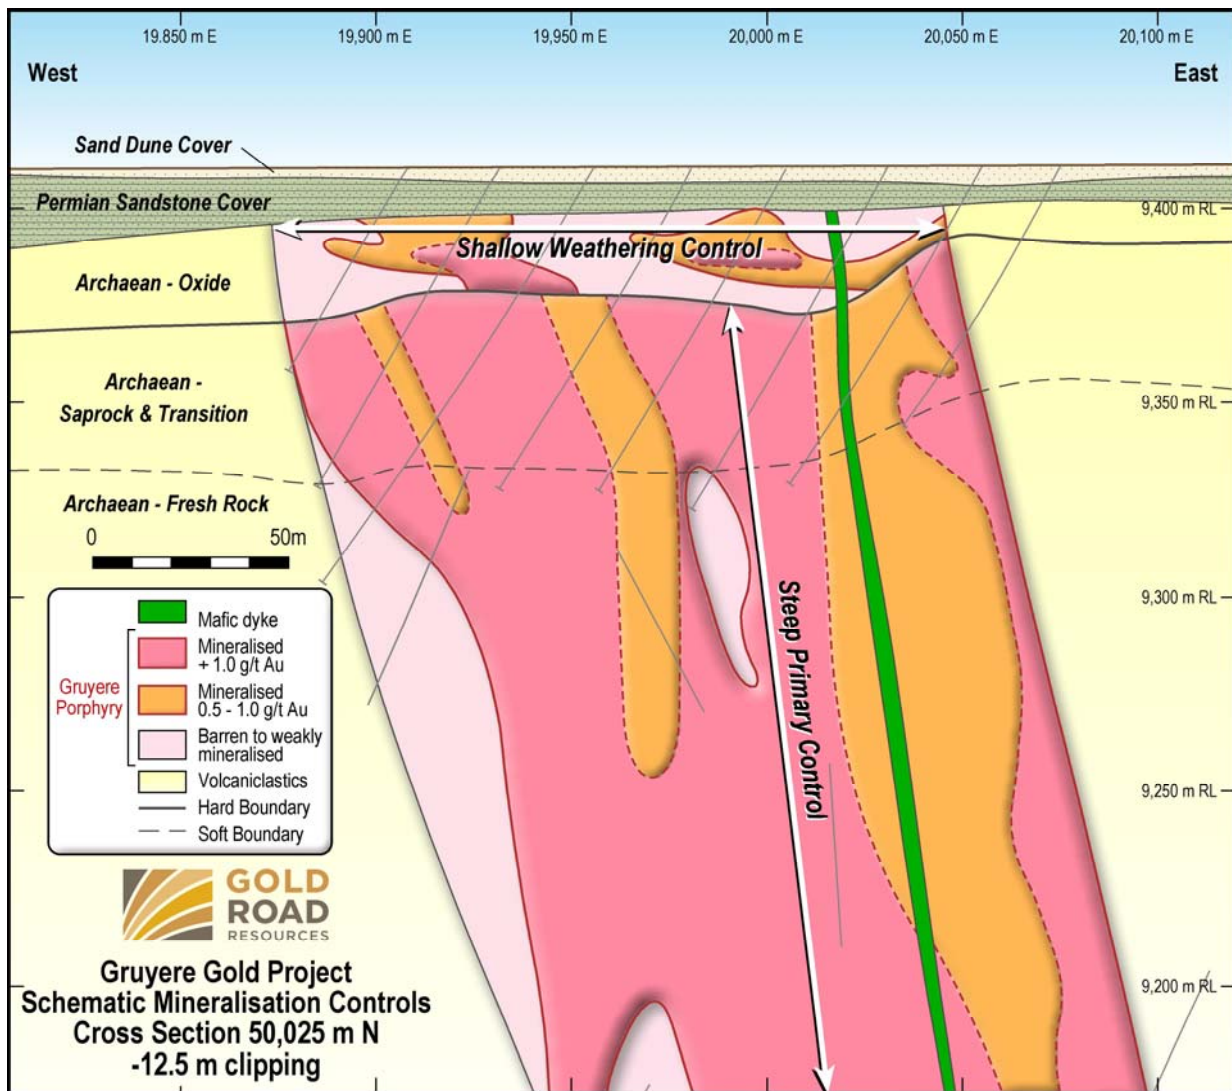 19.850 m E
19,900 m E
19,950 m E
20,000 m E
20,050 m E
20,100 m E
West
East
Sand Dune Cover
Permian Sandstone Cover
9,400 m RL
Shallow Weathering Control
Archaean - Oxide
Archaean -
Saprock & Transition
9,350 m RL
Archaean - Fresh Rock
0
50m
9,300 m RL
Steep Primary Control
Mafic dyke
Mineralised
+ 1.0 g/t Au
Gruyere
Porphyry
Mineralised
0.5 - 1.0 g/t Au
Barren to weakly
mineralised
Volcaniclastics
Hard Boundary
Soft Boundary
9,250 m RL
GOLD
ROAD
RESOURCES
Gruyere Gold Project
Schematic Mineralisation Controls
Cross Section 50,025 m N
-12.5 m clipping
9,200 m RL